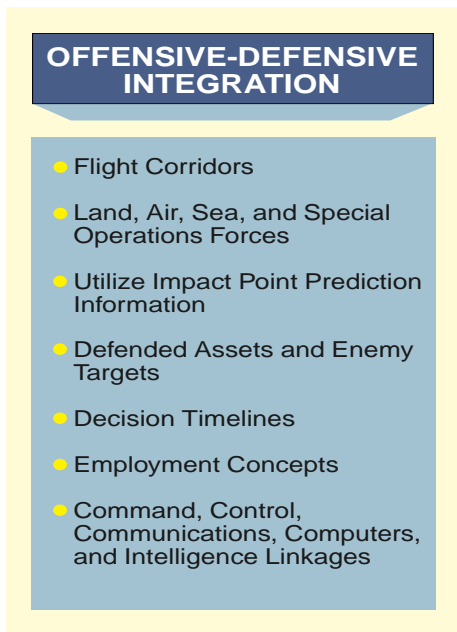 OFFENSIVE-DEFENSIVE
INTEGRATION
Flight Corridors
Land, Air, Sea, and Special
Operations Forces
Utilize Impact Point Prediction
Information
Defended Assets and Enemy
Targets
Decision Timelines
Employment Concepts
Command, Control,
Communications, Computers,
and Intelligence Linkages